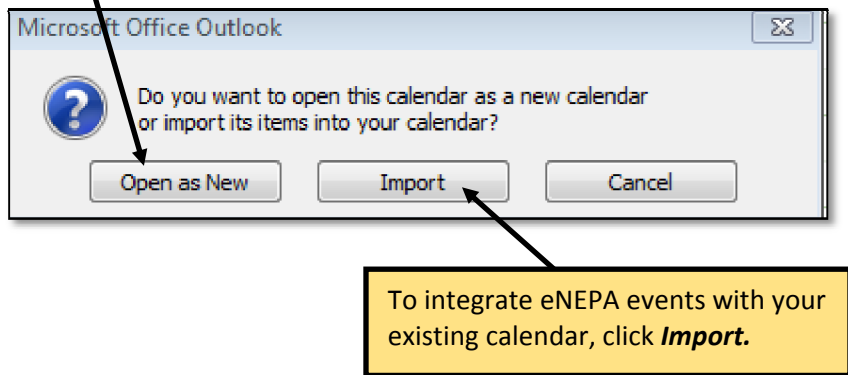 Microsoft Office Outlook
Do you want to open this calendar as a new calendar
or import its items into your calendar?
Open as New
Import
Cancel
To integrate eNEPA events with your
existing calendar, click Import.